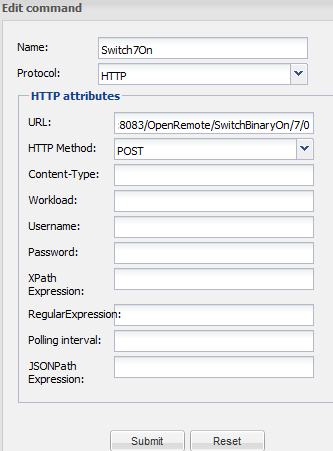 Edit command
Name: Switch7On
Protocol: HTTP
HTTP attributes
URL: 8083/OpenRemote/SwitchBinaryOn/7/0
HTTP Method: POST
Content-Type:
Workload:
Username:
Password:
XPath
Expression:
RegularExpression:
Polling interval:
JSONPath
Expression:
Submit Reset